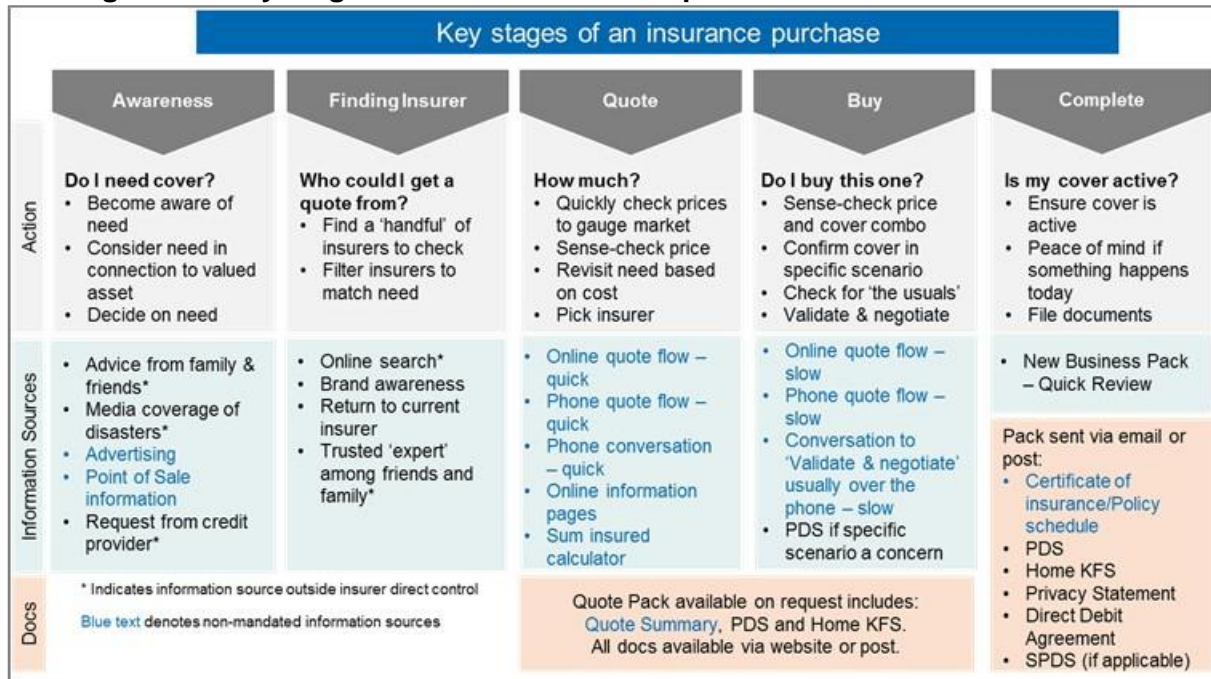 Key stages of an insurance purchase
Awareness
Finding Insurer
Quote
Buy
Complete
Action
Do I need cover?
• Become aware of
need
• Consider need in
connection to valued
asset
• Decide on need
Who could I get a
quote from?
• Find a ‘handful’ of
insurers to check
• Filter insurers to
match need
How much?
• Quickly check prices
to gauge market
• Sense-check price
• Revisit need based
on cost
• Pick insurer
Do I buy this one?
• Sense-check price
and cover combo
• Confirm cover in
specific scenario
• Check for ‘the usuals’
• Validate & negotiate
Is my cover active?
• Ensure cover is
active
• Peace of mind if
something happens
today
• File documents
Information Sources
• Advice from family &
friends*
• Media coverage of
disasters*
• Advertising
• Point of Sale
information
• Request from credit
provider*
• Online search*
• Brand awareness
• Return to current
insurer
• Trusted ‘expert’
among friends and
family*
• Online quote flow –
quick
• Phone quote flow –
quick
• Phone conversation
– quick
• Online information
pages
• Sum insured
calculator
• Online quote flow –
slow
• Phone quote flow –
slow
• Conversation to
‘Validate & negotiate’
usually over the
phone – slow
• PDS if specific
scenario a concern
• New Business Pack
– Quick Review
Docs
* Indicates information source outside insurer direct control
Blue text denotes non-mandated information sources
Quote Pack available on request includes:
Quote Summary, PDS and Home KFS.
All docs available via website or post.
Pack sent via email or
post:
• Certificate of
insurance/Policy
schedule
• PDS
• Home KFS
• Privacy Statement
• Direct Debit
Agreement
• SPDS (if applicable)